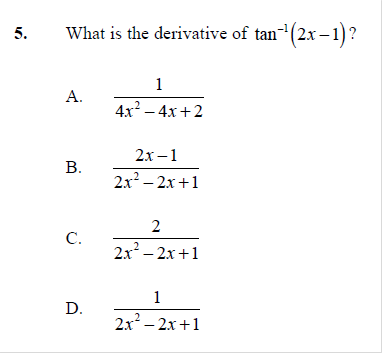 5. What is the derivative of tan⁻¹(2x – 1)?
A. 1
4x² – 4x + 2
B. 2x – 1
2x² – 2x + 1
C. 2
2x² – 2x + 1
D. 1
2x² – 2x + 1